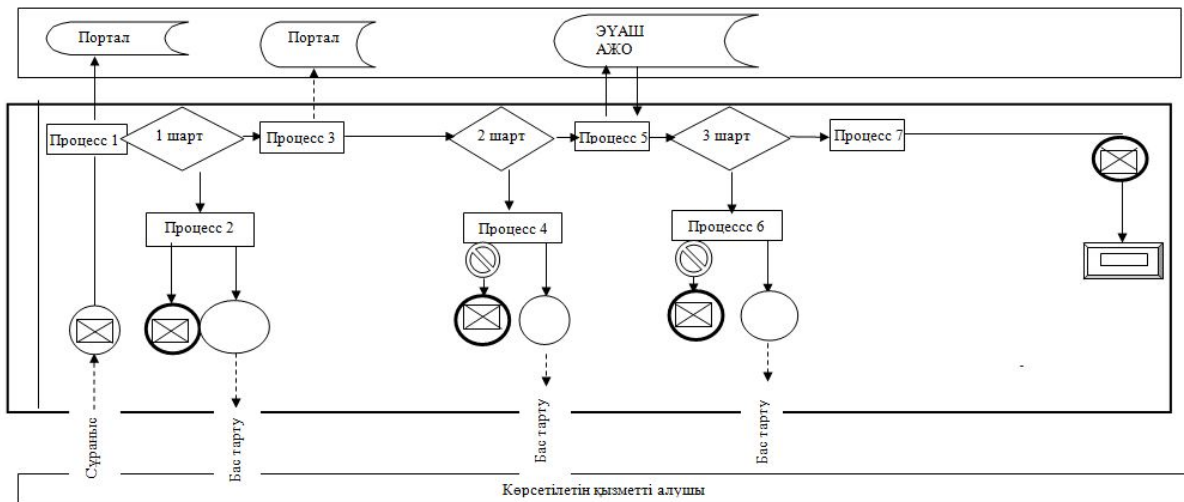 Портал
Портал
ЭҮАШ
АЖО
Процесс 1
1 шарт
Процесс 3
2 шарт
Процесс 5
3 шарт
Процесс 7
Процесс 2
Процесс 4
Процессс 6
Сұраныс
Бас тарту
Бас тарту
Бас тарту
Көрсетілетін қызметті алушы